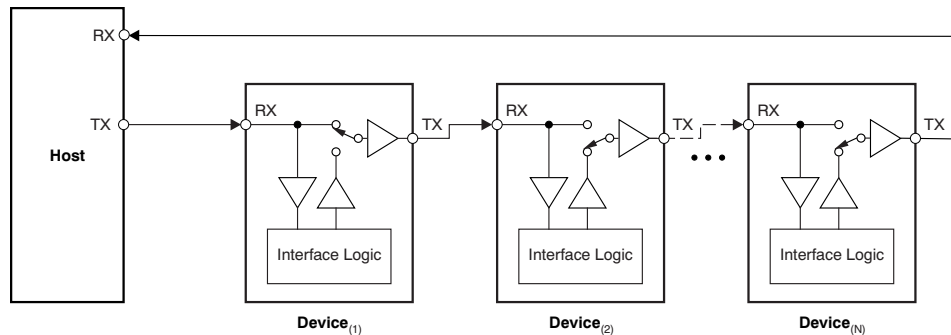 RX
TX
Host
RX
TX
Interface Logic
Device(1)
RX
TX
Interface Logic
Device(2)
RX
TX
Interface Logic
Device(N)